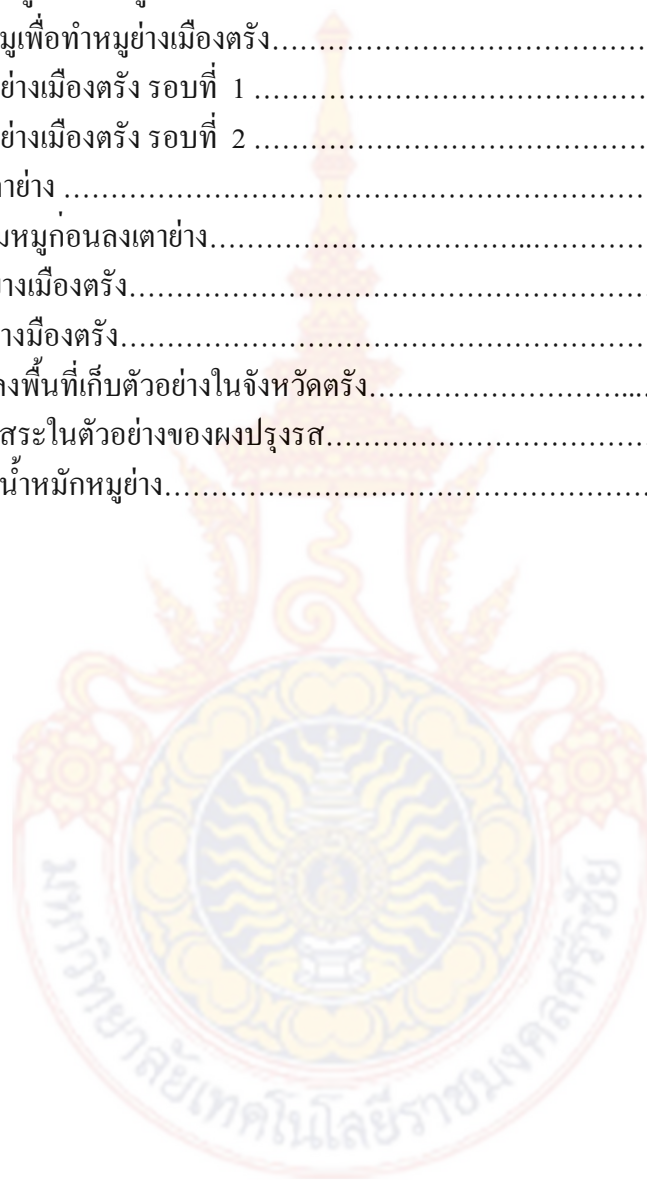 มูเพื่อทำหมูย่างเมืองตรัง……………………………………
ย่างเมืองตรัง รอบที่ 1 ……………………………………
ย่างเมืองตรัง รอบที่ 2 ……………………………………
าย่าง ……………………………………………………
มหมูก่อนลงเตาย่าง…………………………...…………
ย่างเมืองตรัง………………………………………………
างมืองตรัง…………………………………………………
ลงพื้นที่เก็บตัวอย่างในจังหวัดตรัง……………………....
สระในตัวอย่างของผงปรุงรส……………………………
น้ำหมักหมูย่าง……………………………………………
มหาวิทยาลัยเทคโนโลยีราชมงคลศรีวิชัย